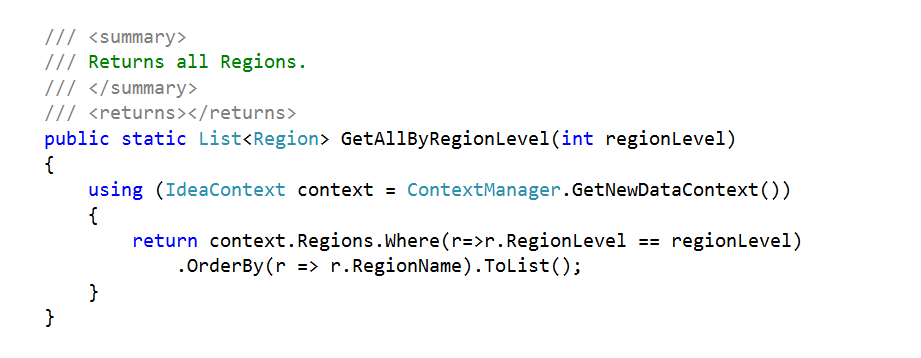 /// <summary>
/// Returns all Regions.
/// </summary>
/// <returns></returns>
public static List<Region> GetAllByRegionLevel(int regionLevel)
{
    using (IdeaContext context = ContextManager.GetNewDataContext())
    {
        return context.Regions.Where(r=>r.RegionLevel == regionLevel)
            .OrderBy(r => r.RegionName).ToList();
    }
}